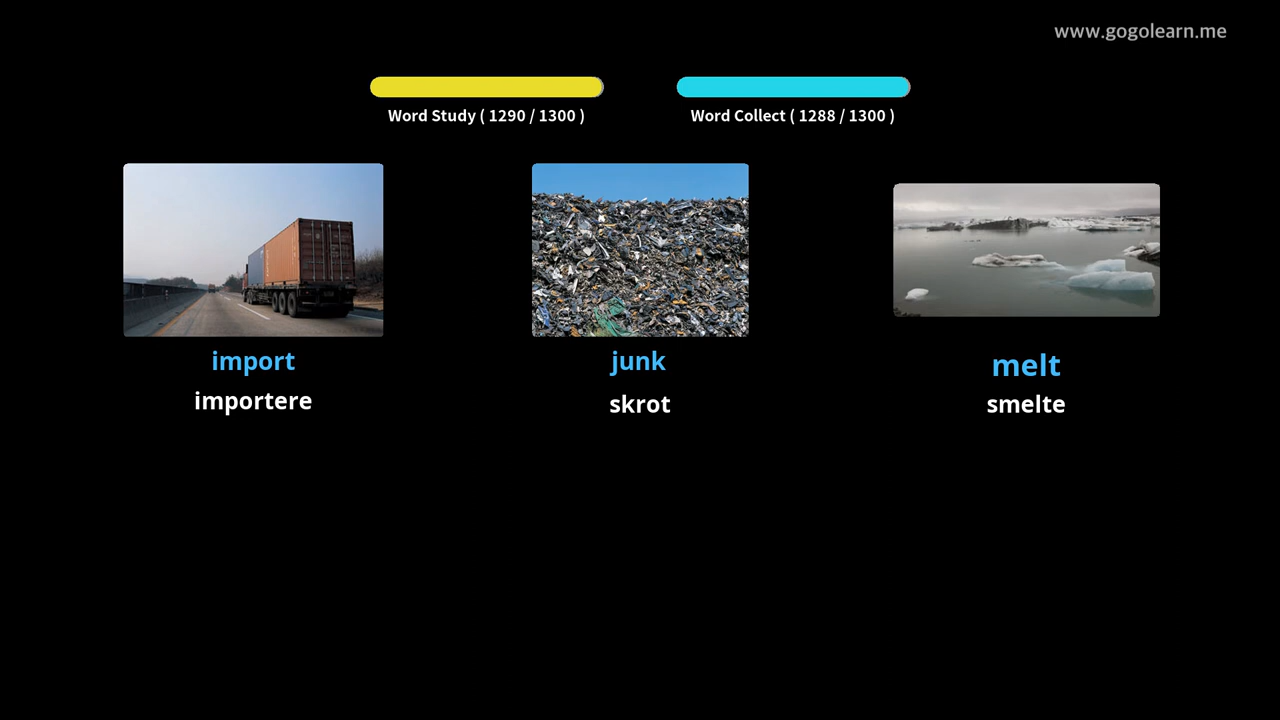 www.gogolearn.me
Word Study ( 1290 / 1300 )
Word Collect ( 1288 / 1300 )
import
importere
junk
skrot
melt
smelte